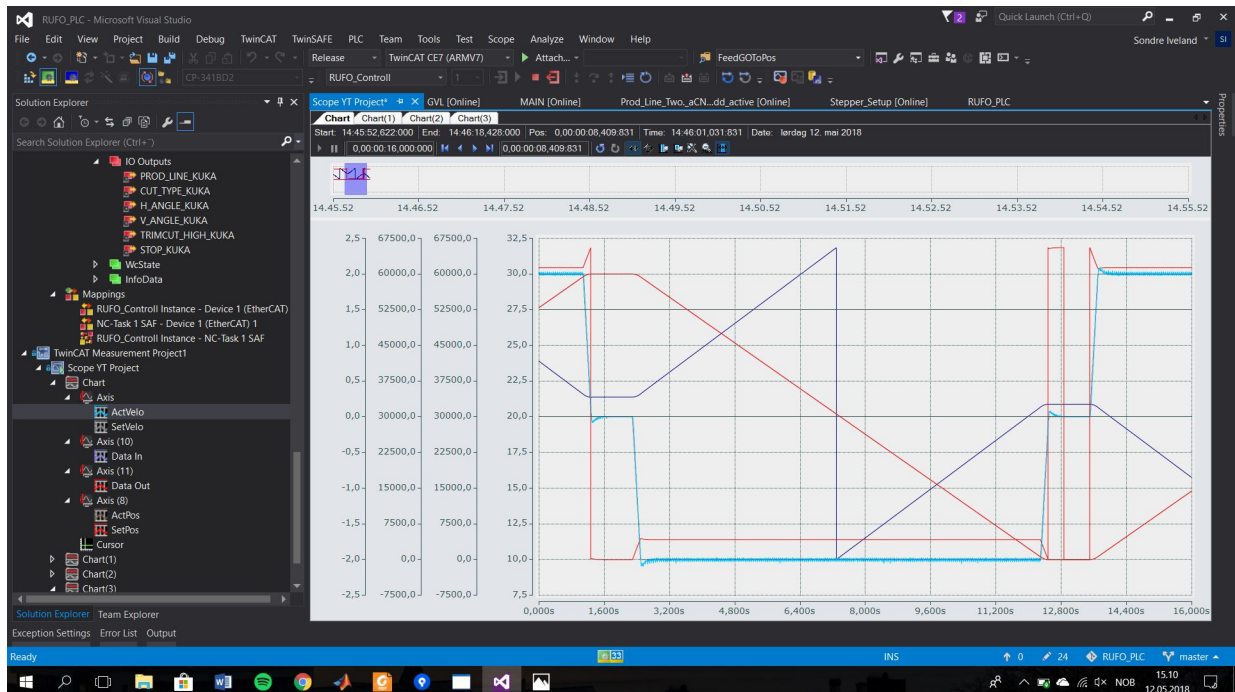 RUFO_PLC - Microsoft Visual Studio
2
Quick Launch (Ctrl+Q)
File Edit View Project Build Debug TwinCAT TwinSAFE PLC Team Tools Test Scope Analyze Window Help
Sondre Iveland SI
Release TwinCAT CE7 (ARMV7) Attach... FeedGOToPos
CP-3418D2 RUFO_Controll 1
Solution Explorer
Search Solution Explorer (Ctrl+¨)
IO Outputs
PROD_LINE_KUKA
CUT_TYPE_KUKA
H_ANGLE_KUKA
V_ANGLE_KUKA
TRIMCUT_HIGH_KUKA
STOP_KUKA
WcState
InfoData
Mappings
RUFO_Controll Instance - Device 1 (EtherCAT)
NC-Task 1 SAF - Device 1 (EtherCAT) 1
RUFO_Controll Instance - NC-Task 1 SAF
TwinCAT Measurement Project1
Scope YT Project
Chart
Axis
ActVelo
SetVelo
Axis (10)
Data In
Axis (11)
Data Out
Axis (8)
ActPos
SetPos
Cursor
Chart(1)
Chart(2)
Chart(3)
Solution Explorer Team Explorer
Exception Settings Error List Output
Scope YT Project* GVL [Online] MAIN [Online] Prod_Line_Two._aCN...dd_active [Online] Stepper_Setup [Online] RUFO_PLC
Properties
Chart Chart(1) Chart(2) Chart(3)
Start: 14:45:52,622:000 End: 14:46:18,428:000 Pos: 0,00:00:08,409:831 Time: 14:46:01,031:831 Date: lørdag 12. mai 2018
0,00:00:16,000:000 0,00:00:08,409:831
14.45.52 14.46.52 14.47.52 14.48.52 14.49.52 14.50.52 14.51.52 14.52.52 14.53.52 14.54.52 14.55.52
2,5 67500,0 67500,0 32,5
2,0 60000,0 60000,0 30,0
1,5 52500,0 52500,0 27,5
1,0 45000,0 45000,0 25,0
0,5 37500,0 37500,0 22,5
0,0 30000,0 30000,0 20,0
-0,5 22500,0 22500,0 17,5
-1,0 15000,0 15000,0 15,0
-1,5 7500,0 7500,0 12,5
-2,0 0,0 0,0 10,0
-2,5 -7500,0 -7500,0 7,5
0,000s 1,600s 3,200s 4,800s 6,400s 8,000s 9,600s 11,200s 12,800s 14,400s 16,000s
Ready 33 INS 0 24 RUFO_PLC master
NOB
15.10
12.05.2018